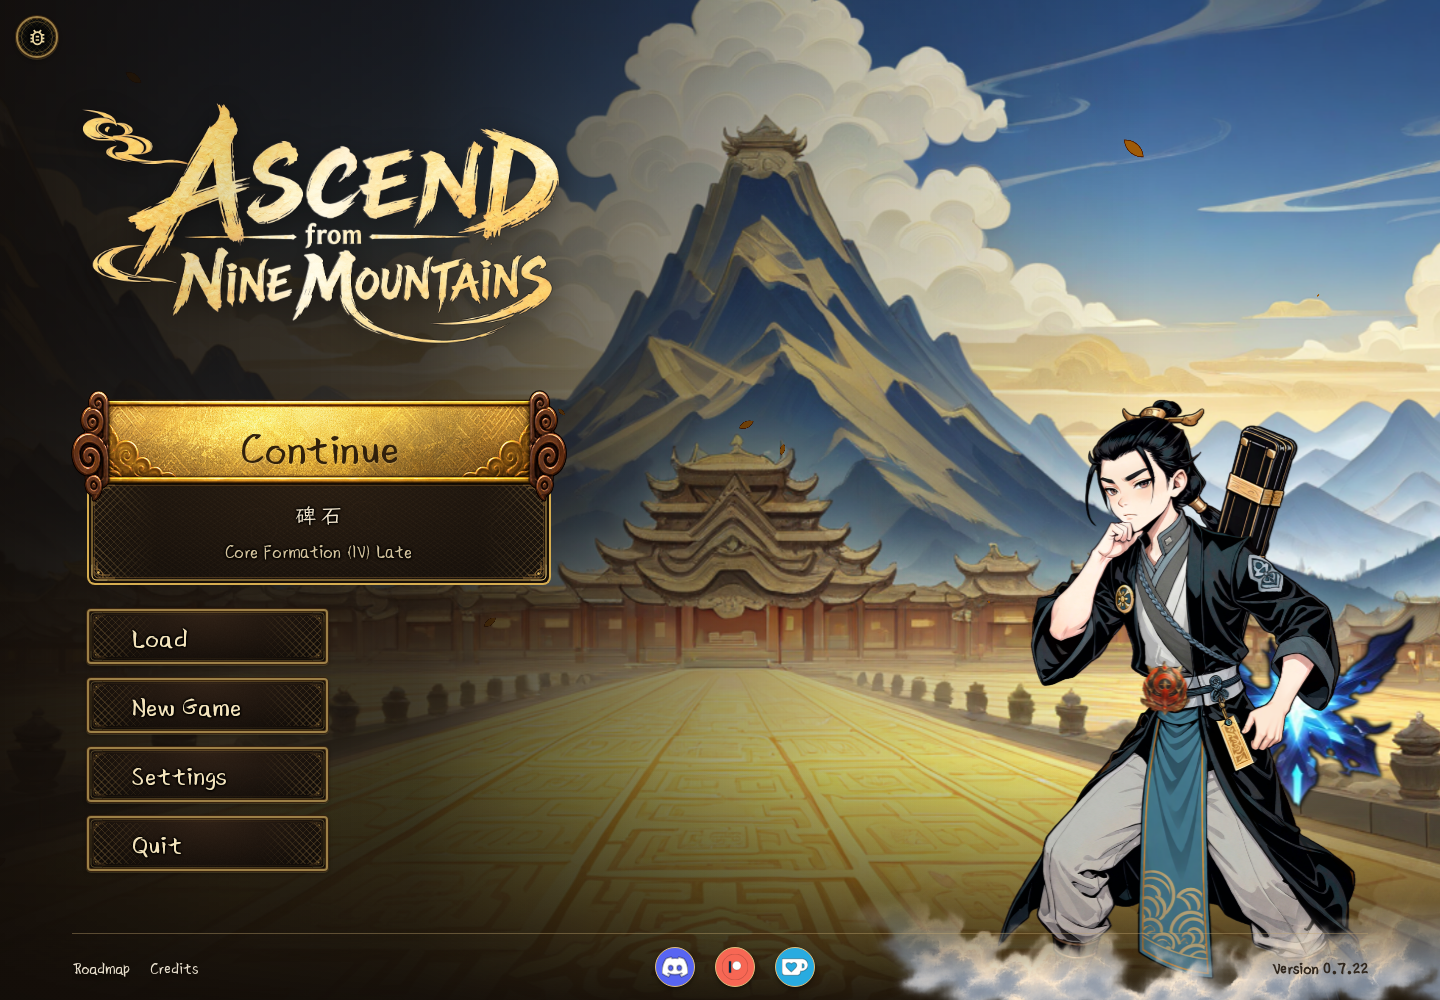 ASCEND
from
NINE MOUNTAINS
Continue
碑石
Core Formation (IV) Late
Load
New Game
Settings
Quit
Roadmap Credits
Version 0.7.22